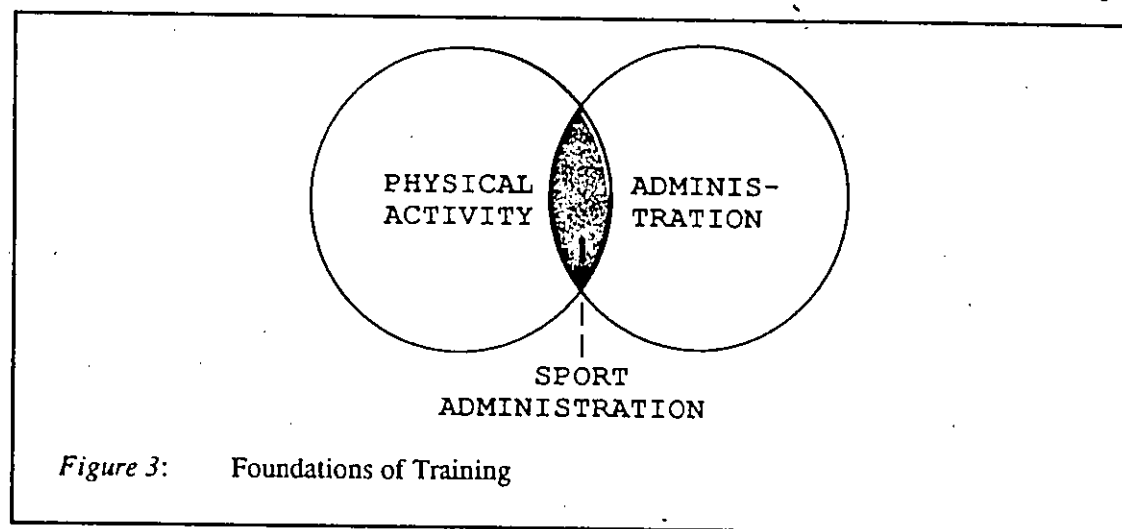 PHYSICAL
ACTIVITY
ADMINIS-
TRATION
SPORT
ADMINISTRATION
Figure 3: Foundations of Training